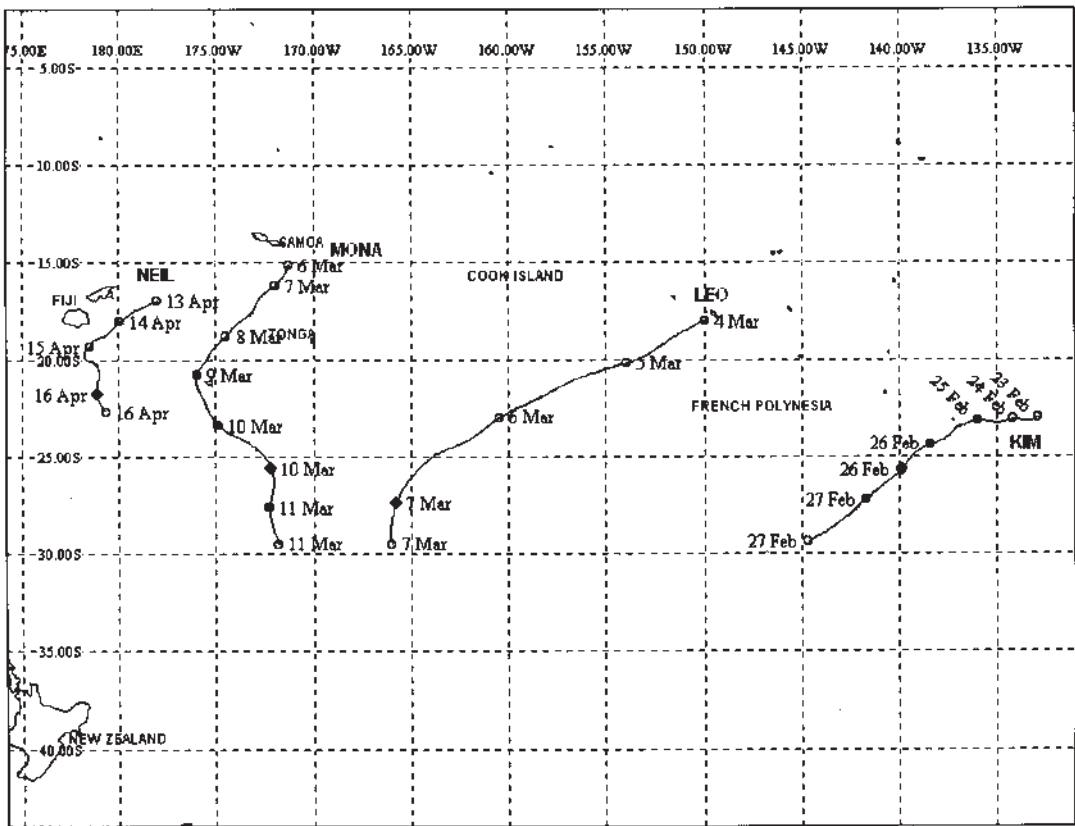 75.00E 180.00E 175.00W 170.00W 165.00W 160.00W 155.00W 150.00W 145.00W 140.00W 135.00W
5.00S
10.00S
15.00S
20.00S
25.00S
30.00S
35.00S
40.00S
SAMOA
MONA
6 Mar
7 Mar
8 Mar
TONGA
9 Mar
10 Mar
10 Mar
11 Mar
11 Mar
NEIL
FIJI
13 Apr
14 Apr
15 Apr
16 Apr
16 Apr
COOK ISLAND
LEO
4 Mar
5 Mar
6 Mar
7 Mar
7 Mar
FRENCH POLYNESIA
23 Feb
24 Feb
25 Feb
KIM
26 Feb
26 Feb
27 Feb
27 Feb
NEW ZEALAND